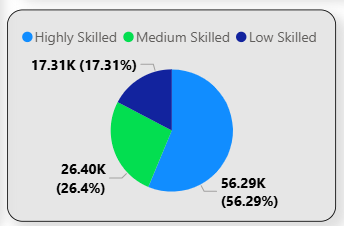 Highly Skilled Medium Skilled Low Skilled
17.31K (17.31%)
26.40K
(26.4%)
56.29K
(56.29%)